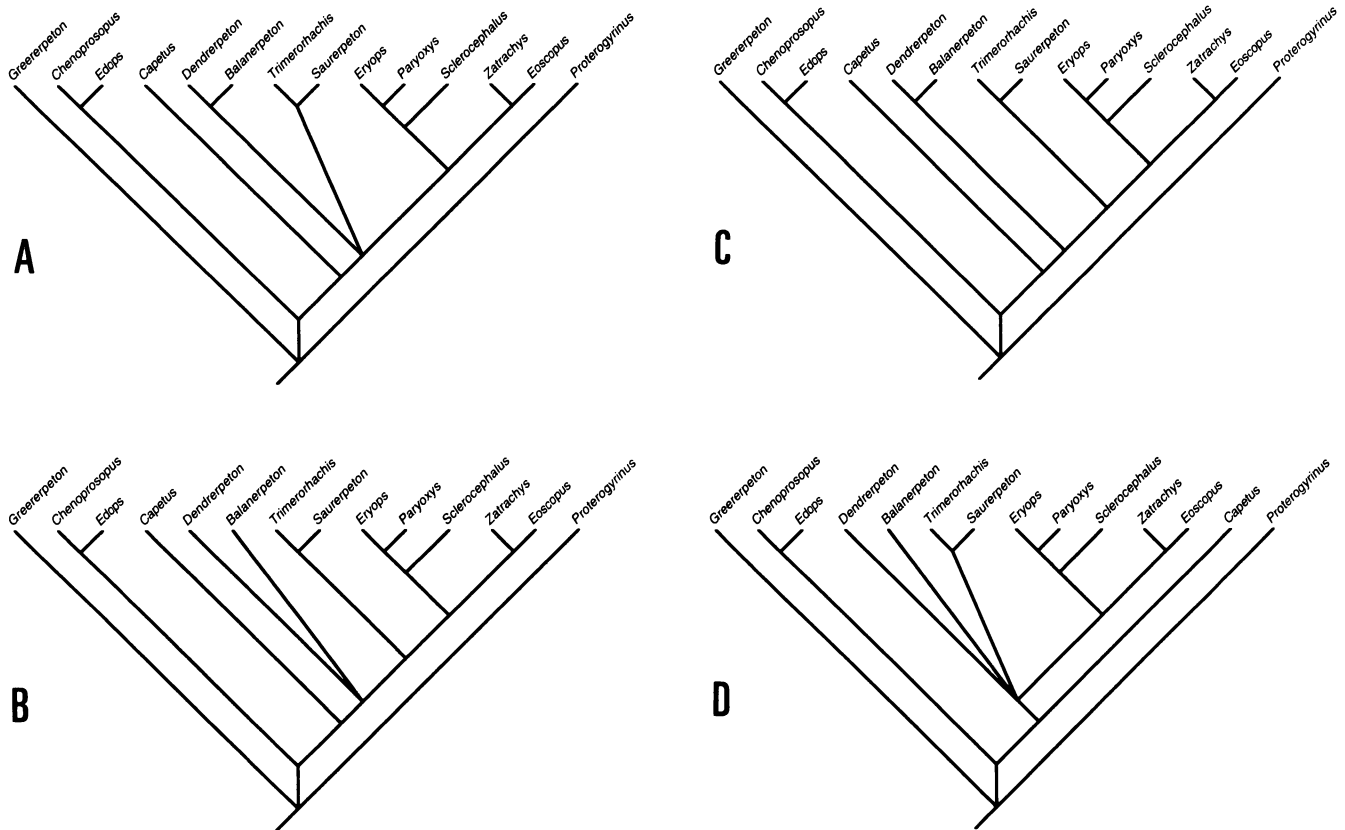 Greererpeton
Chenoprosopus
Edops
Capetus
Dendrerpeton
Balanerpeton
Trimerorhachis
Saurerpeton
Eryops
Paryoxys
Sclerocephalus
Zatrachys
Eoscopus
Proterogyrinus
A
Greererpeton
Chenoprosopus
Edops
Capetus
Dendrerpeton
Balanerpeton
Trimerorhachis
Saurerpeton
Eryops
Paryoxys
Sclerocephalus
Zatrachys
Eoscopus
Proterogyrinus
C
Greererpeton
Chenoprosopus
Edops
Capetus
Dendrerpeton
Balanerpeton
Trimerorhachis
Saurerpeton
Eryops
Paryoxys
Sclerocephalus
Zatrachys
Eoscopus
Proterogyrinus
B
Greererpeton
Chenoprosopus
Edops
Dendrerpeton
Balanerpeton
Trimerorhachis
Saurerpeton
Eryops
Paryoxys
Sclerocephalus
Zatrachys
Eoscopus
Capetus
Proterogyrinus
D